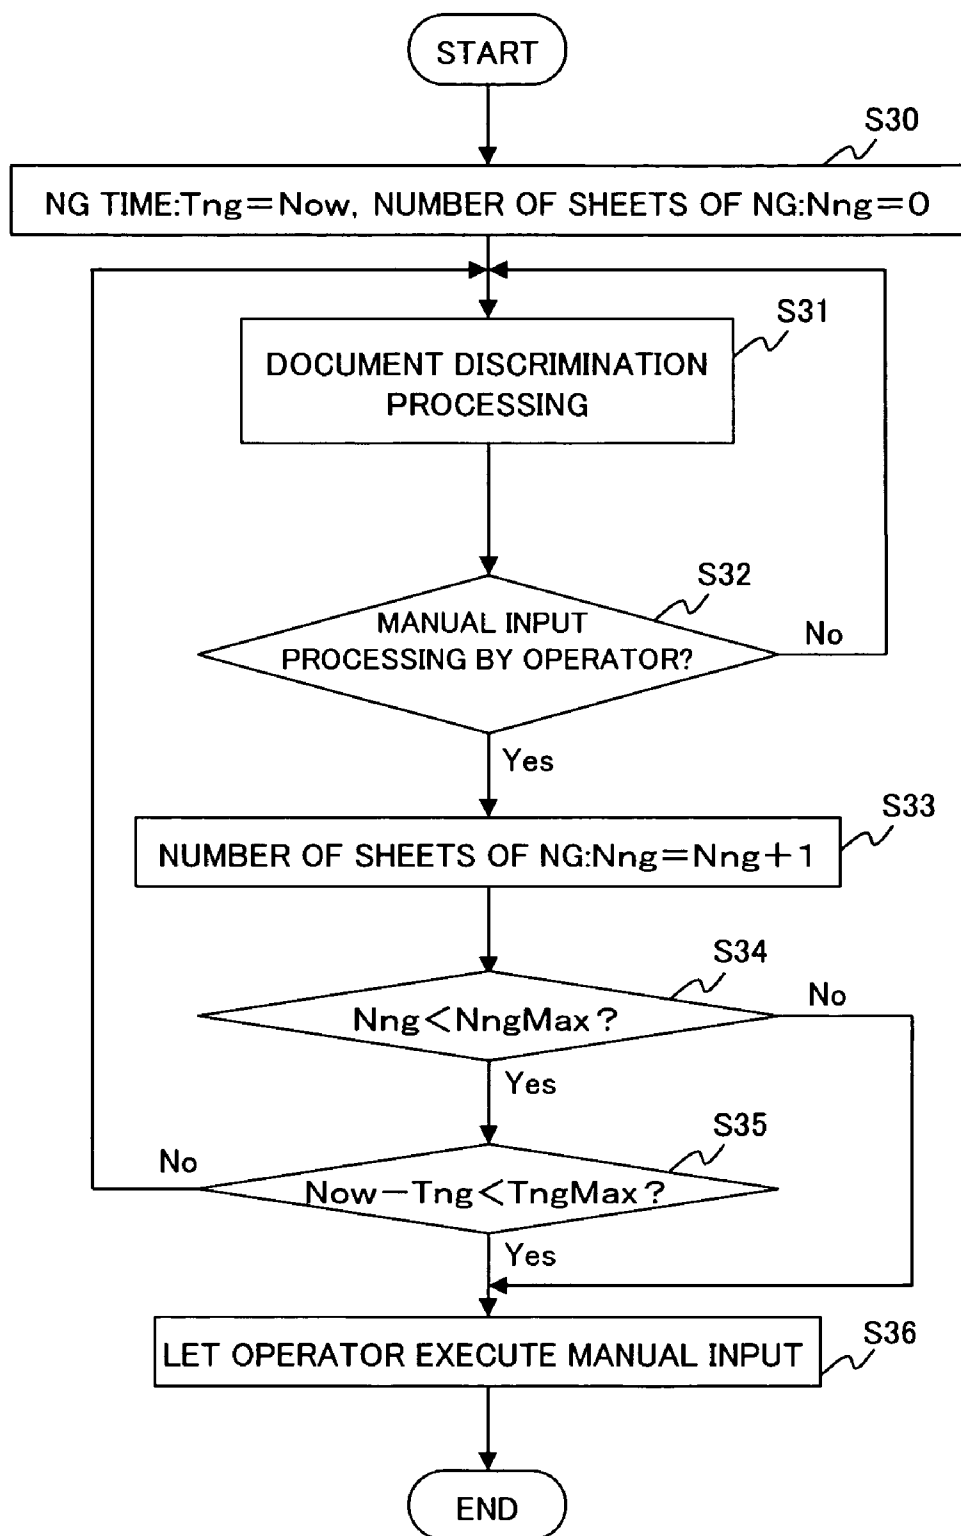 START
S30
NG TIME:Tng=Now, NUMBER OF SHEETS OF NG:Nng=0
S31
DOCUMENT DISCRIMINATION
PROCESSING
S32
MANUAL INPUT
PROCESSING BY OPERATOR?
No
Yes
S33
NUMBER OF SHEETS OF NG:Nng=Nng+1
S34
Nng<NngMax?
No
Yes
S35
No
Now-Tng<TngMax?
Yes
S36
LET OPERATOR EXECUTE MANUAL INPUT
END